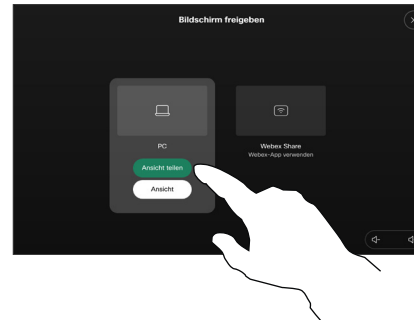 Bildschirm freigeben
PC
Ansicht teilen
Ansicht
Webex Share
Webex-App verwenden